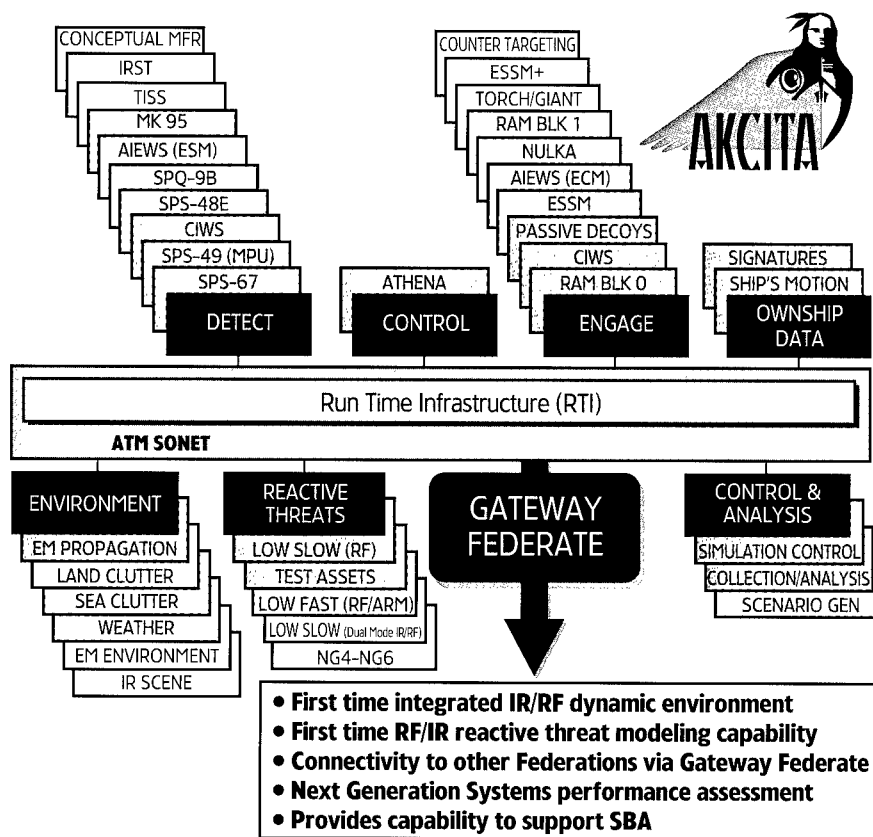 CONCEPTUAL MFR
IRST
TISS
MK 95
AIEWS (ESM)
SPQ-9B
SPS-48E
CIWS
SPS-49 (MPU)
SPS-67
DETECT
ATHENA
CONTROL
COUNTER TARGETING
ESSM+
TORCH/GIANT
RAM BLK 1
NULKA
AIEWS (ECM)
ESSM
PASSIVE DECOYS
CIWS
RAM BLK 0
ENGAGE
AKCITA
SIGNATURES
SHIP'S MOTION
OWNSHIP
DATA
Run Time Infrastructure (RTI)
ATM SONET
ENVIRONMENT
EM PROPAGATION
LAND CLUTTER
SEA CLUTTER
WEATHER
EM ENVIRONMENT
IR SCENE
REACTIVE
THREATS
LOW SLOW (RF)
TEST ASSETS
LOW FAST (RF/ARM)
LOW SLOW (Dual Mode IR/RF)
NG4-NG6
GATEWAY
FEDERATE
CONTROL &
ANALYSIS
SIMULATION CONTROL
COLLECTION/ANALYSIS
SCENARIO GEN
• First time integrated IR/RF dynamic environment
• First time RF/IR reactive threat modeling capability
• Connectivity to other Federations via Gateway Federate
• Next Generation Systems performance assessment
• Provides capability to support SBA